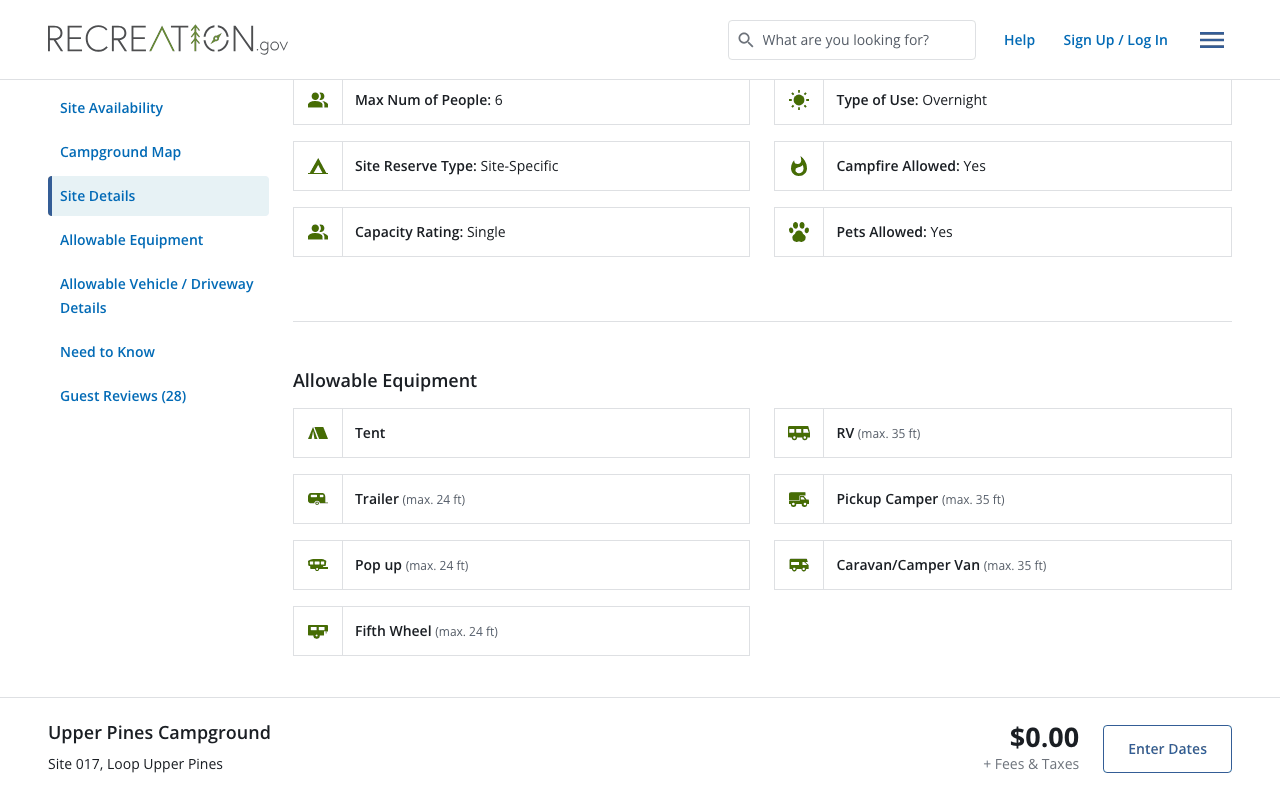 RECREATION.gov
What are you looking for?
Help
Sign Up / Log In
Site Availability
Campground Map
Site Details
Allowable Equipment
Allowable Vehicle / Driveway
Details
Need to Know
Guest Reviews (28)
Max Num of People: 6
Type of Use: Overnight
Site Reserve Type: Site-Specific
Campfire Allowed: Yes
Capacity Rating: Single
Pets Allowed: Yes
Allowable Equipment
Tent
RV (max. 35 ft)
Trailer (max. 24 ft)
Pickup Camper (max. 35 ft)
Pop up (max. 24 ft)
Caravan/Camper Van (max. 35 ft)
Fifth Wheel (max. 24 ft)
Upper Pines Campground
Site 017, Loop Upper Pines
$0.00
+ Fees & Taxes
Enter Dates